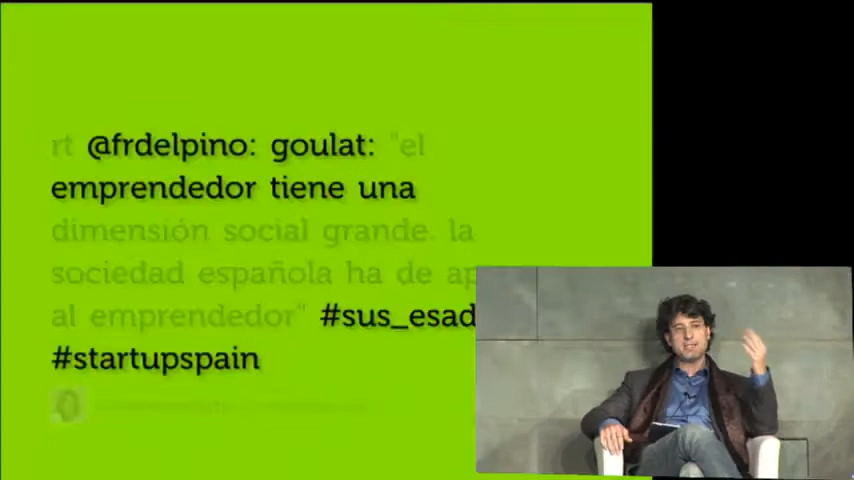 rt @frdelpino: goulat: "el
emprendedor tiene una
dimensión social grande. la
sociedad española ha de
al emprendedor" #sus_esad
#startupspain